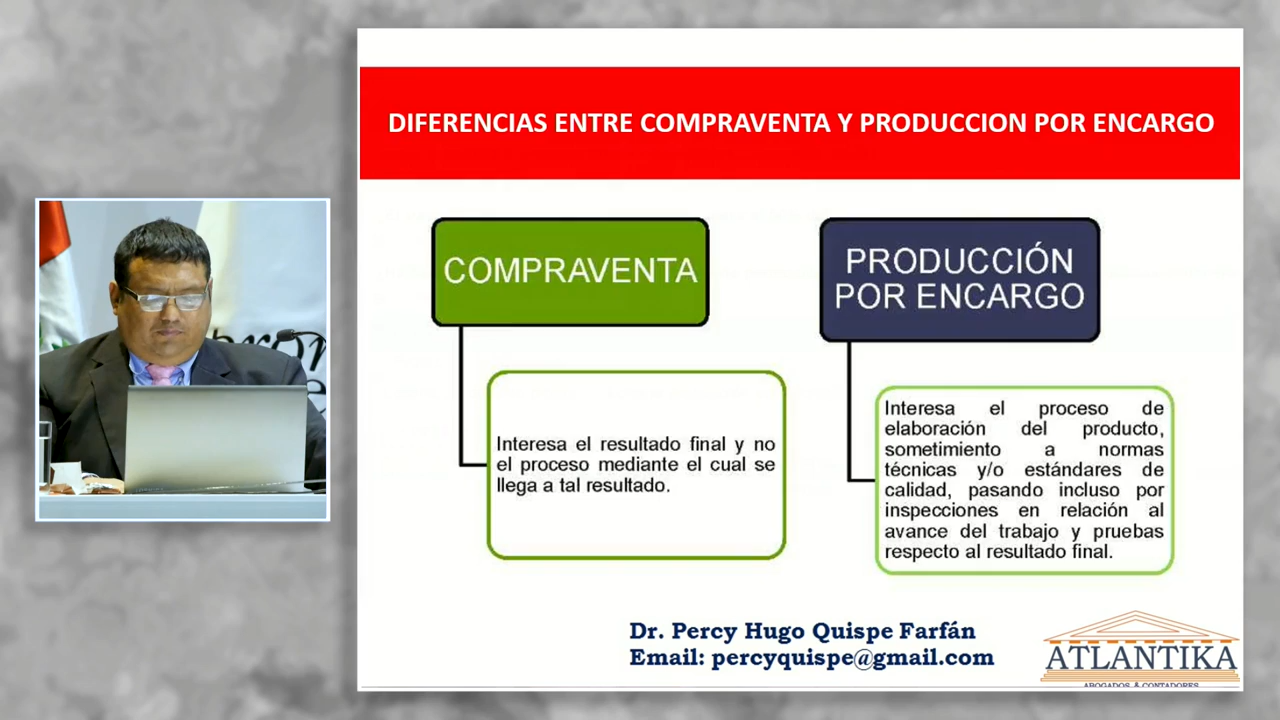 DIFERENCIAS ENTRE COMPRAVENTA Y PRODUCCION POR ENCARGO
COMPRAVENTA
Interesa el resultado final y no
el proceso mediante el cual se
llega a tal resultado.
PRODUCCIÓN
POR ENCARGO
Interesa el proceso de
elaboración del producto,
sometimiento a normas
técnicas y/o estándares de
calidad, pasando incluso por
inspecciones en relación al
avance del trabajo y pruebas
respecto al resultado final.
Dr. Percy Hugo Quispe Farfán
Email: percyquispe@gmail.com
ATLANTIKA
ABOGADOS & CONTADORES